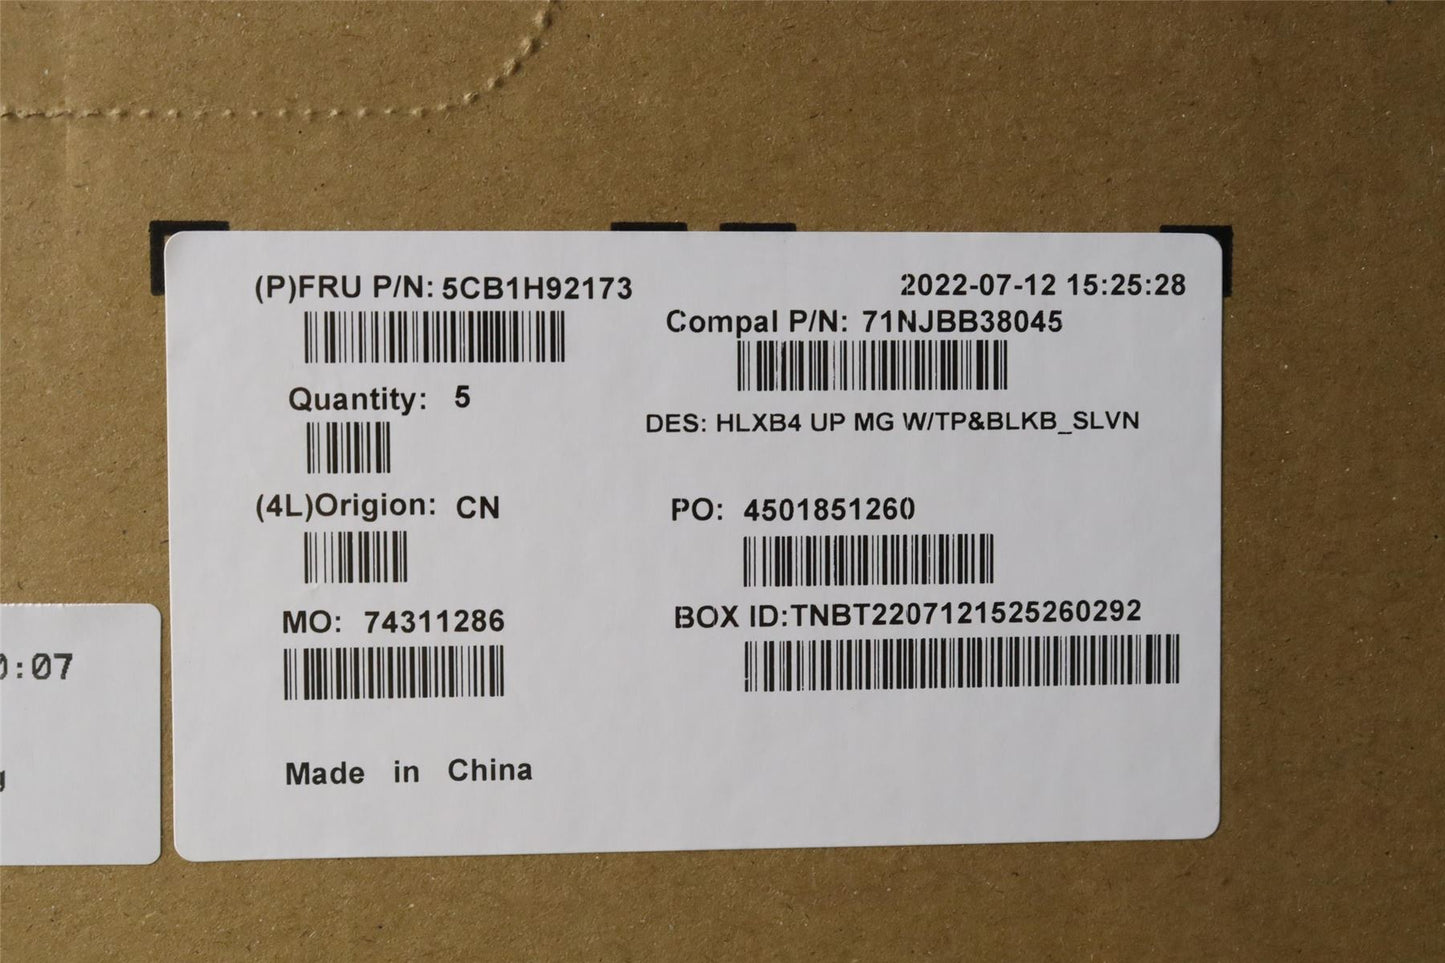 (P)FRU P/N: 5CB1H92173
2022-07-12 15:25:28
Compal P/N: 71NJBB38045
Quantity: 5
DES: HLXB4 UP MG W/TP&BLKB_SLVN
(4L)Origion: CN
PO: 4501851260
MO: 74311286
BOX ID:TNBT2207121525260292
Made in China
:07